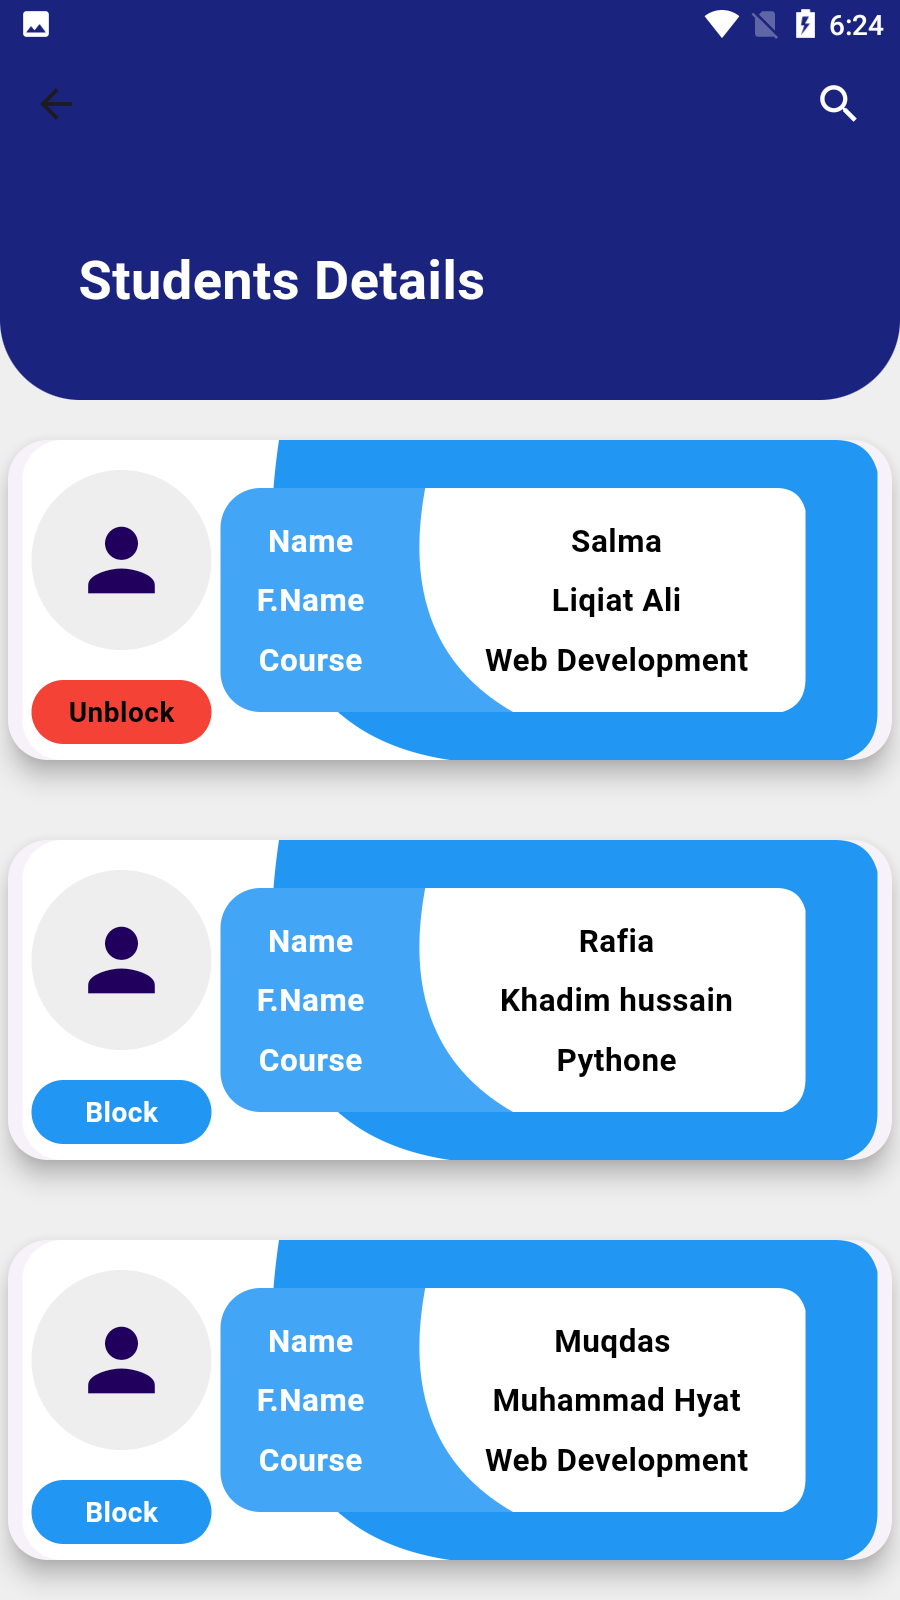 6:24
Students Details
Name Salma
F.Name Liqiat Ali
Course Web Development
Unblock
Name Rafia
F.Name Khadim hussain
Course Pythone
Block
Name Muqdas
F.Name Muhammad Hyat
Course Web Development
Block